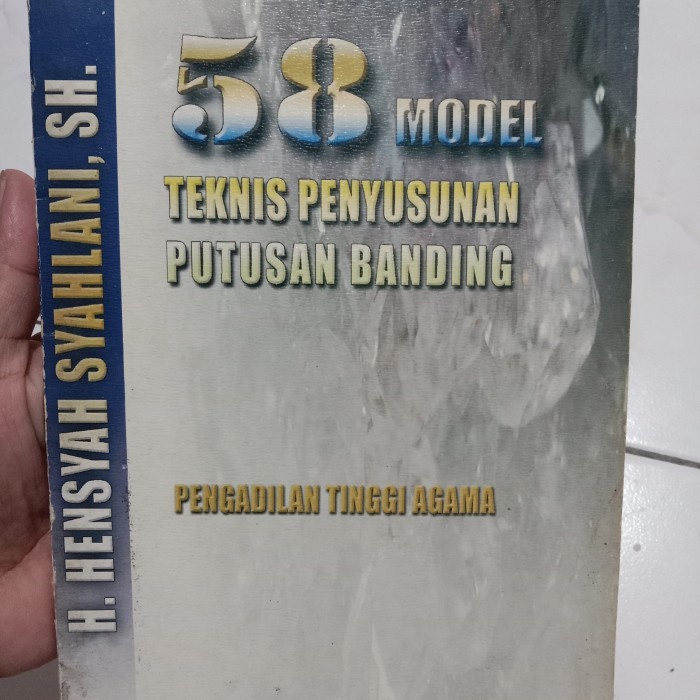 58 MODEL
TEKNIS PENYUSUNAN
PUTUSAN BANDING
PENGADILAN TINGGI AGAMA
H. HENSYAH SYAHLANI, SH.